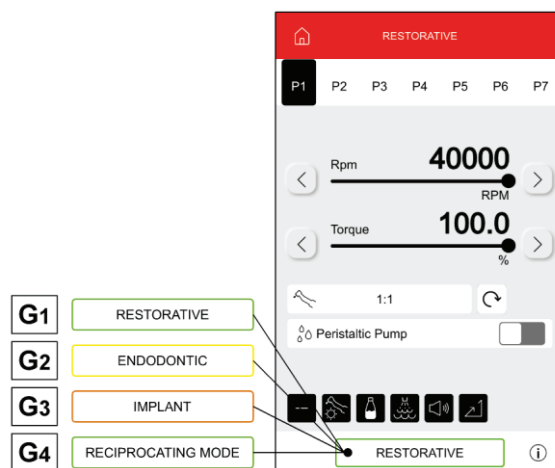 RESTORATIVE
P1 P2 P3 P4 P5 P6 P7
Rpm 40000
RPM
Torque 100.0
%
1:1
Peristaltic Pump
--
1
G1 RESTORATIVE
G2 ENDODONTIC
G3 IMPLANT
G4 RECIPROCATING MODE
RESTORATIVE
i